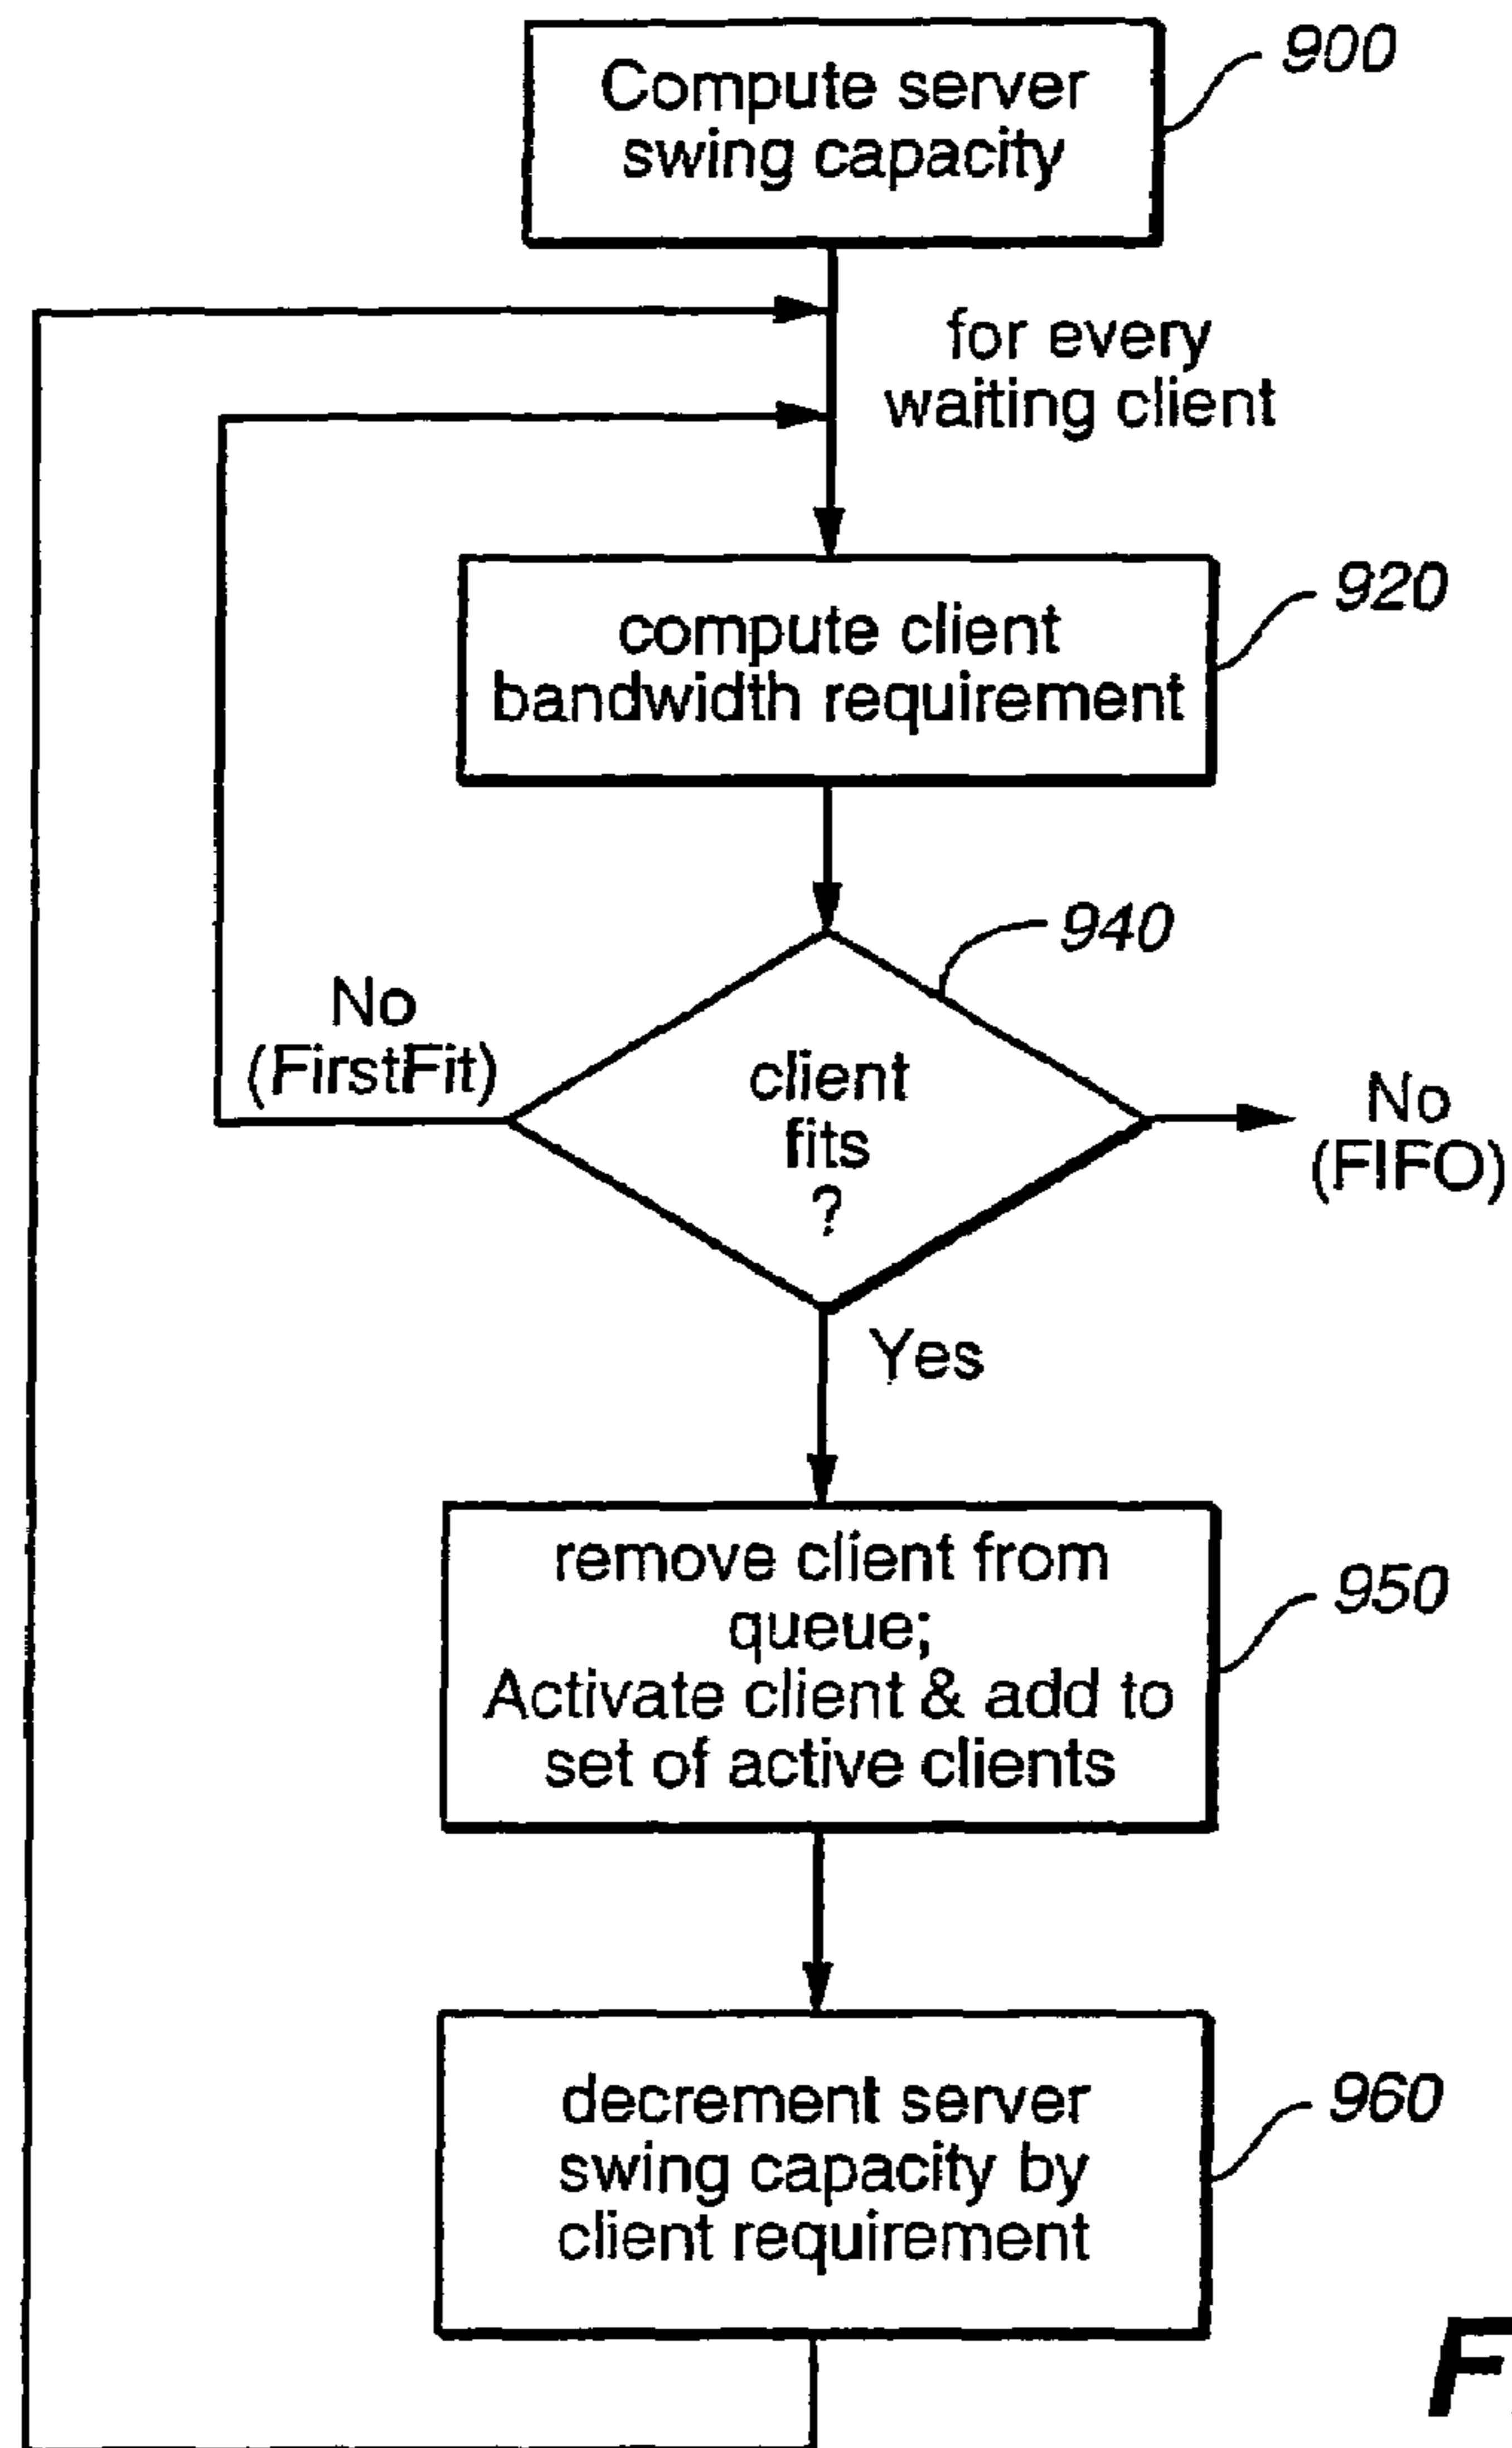 Compute server
swing capacity
900
for every
waiting client
compute client
bandwidth requirement
920
940
No
(FirstFit)
client
fits
?
No
(FIFO)
Yes
remove client from
queue;
Activate client & add to
set of active clients
950
decrement server
swing capacity by
client requirement
960
F